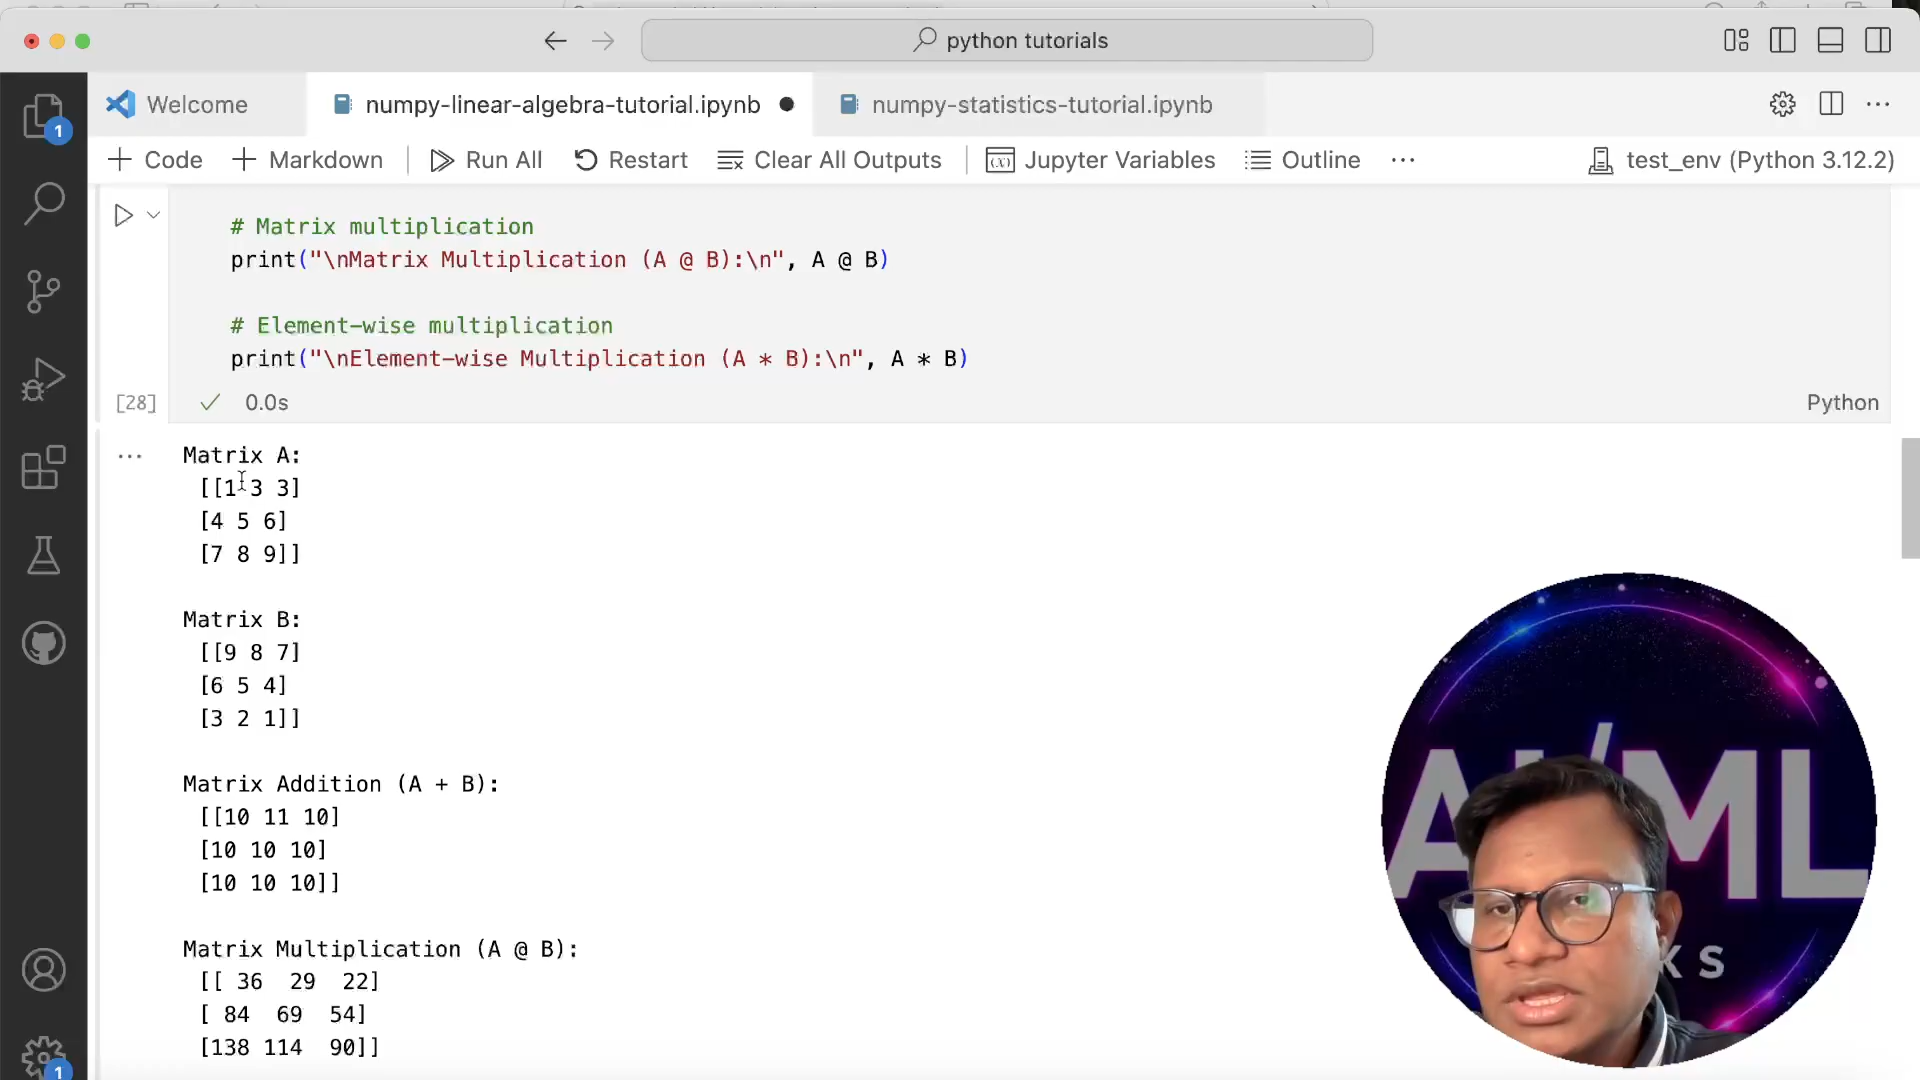 python tutorials
Welcome
numpy-linear-algebra-tutorial.ipynb
numpy-statistics-tutorial.ipynb
Code
Markdown
Run All
Restart
Clear All Outputs
Jupyter Variables
Outline
test_env (Python 3.12.2)
# Matrix multiplication
print("\nMatrix Multiplication (A @ B):\n", A @ B)
# Element-wise multiplication
print("\nElement-wise Multiplication (A * B):\n", A * B)
[28]
0.0s
Python
Matrix A:
[[1 3 3]
[4 5 6]
[7 8 9]]
Matrix B:
[[9 8 7]
[6 5 4]
[3 2 1]]
Matrix Addition (A + B):
[[10 11 10]
[10 10 10]
[10 10 10]]
Matrix Multiplication (A @ B):
[[ 36 29 22]
[ 84 69 54]
[138 114 90]]
1
1
AI/ML